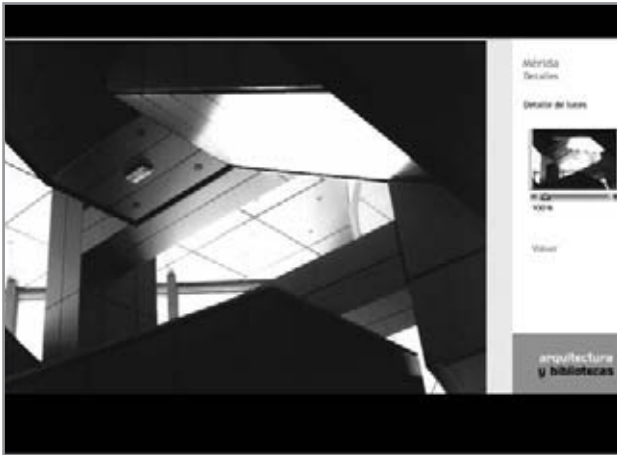 Mérida
Detalles
Detalle de luces
100%
Volver
arquitectura
y bibliotecas